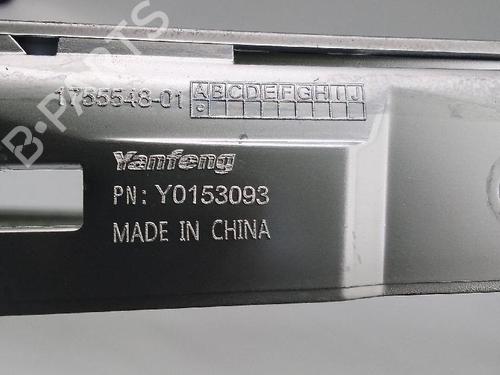 B-PARTS
1755548-01 ABCDEFGHIJ
Yanfeng
PN: Y0153093
MADE IN CHINA